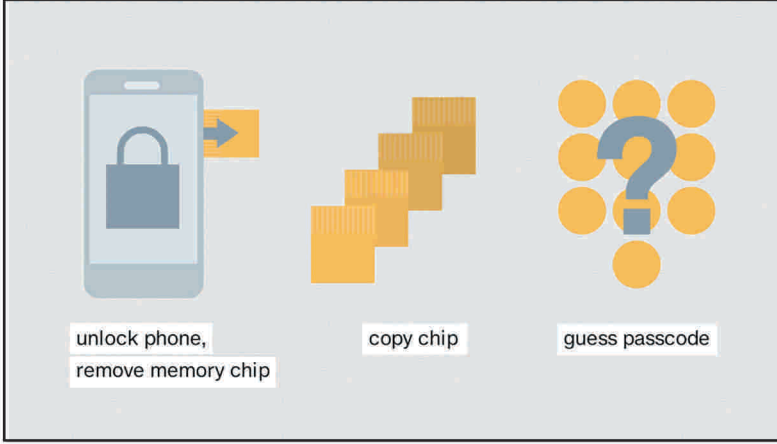 unlock phone,
remove memory chip
copy chip
guess passcode